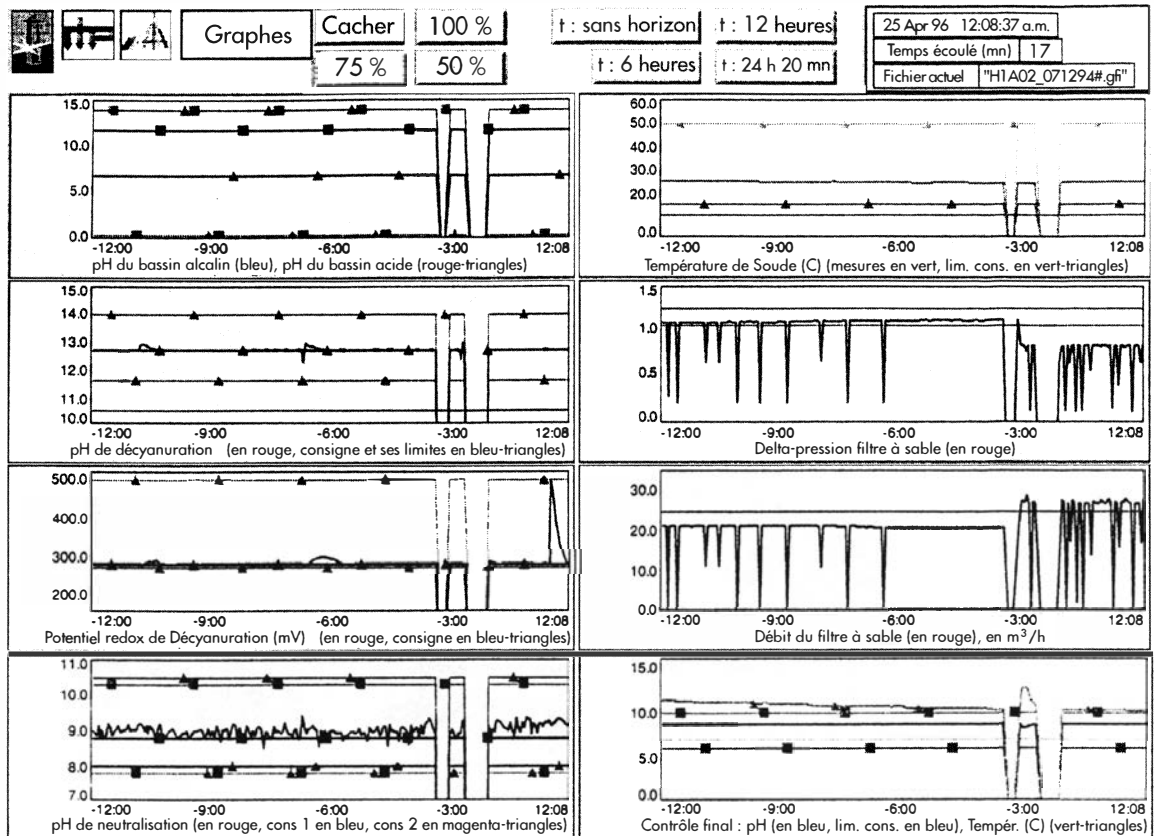 Graphes
Cacher
100 %
75 %
50 %
t : sans horizon
t : 12 heures
t : 6 heures
t : 24 h 20 mn
25 Apr 96 12:08:37 a.m.
Temps écoulé (mn) 17
Fichier actuel "H1A02_071294#.gfi"
15.0
10.0
5.0
0.0
-12:00 -9:00 -6:00 -3:00 12:08
pH du bassin alcalin (bleu), pH du bassin acide (rouge-triangles)
60.0
50.0
40.0
30.0
20.0
10.0
0.0
-12:00 -9:00 -6:00 -3:00 12:08
Température de Soude (C) (mesures en vert, lim. cons. en vert-triangles)
15.0
14.0
13.0
12.0
11.0
10.0
-12:00 -9:00 -6:00 -3:00 12:08
pH de décyanuration (en rouge, consigne et ses limites en bleu-triangles)
1.5
1.0
0.5
0.0
-12:00 -9:00 -6:00 -3:00 12:08
Delta-pression filtre à sable (en rouge)
500.0
400.0
300.0
200.0
-12:00 -9:00 -6:00 -3:00 12:08
Potentiel redox de Décyanuration (mV) (en rouge, consigne en bleu-triangles)
30.0
20.0
10.0
0.0
-12:00 -9:00 -6:00 -3:00 12:08
Débit du filtre à sable (en rouge), en m³/h
11.0
10.0
9.0
8.0
7.0
-12:00 -9:00 -6:00 -3:00 12:08
pH de neutralisation (en rouge, cons 1 en bleu, cons 2 en magenta-triangles)
15.0
10.0
5.0
0.0
-12:00 -9:00 -6:00 -3:00 12:08
Contrôle final : pH (en bleu, lim. cons. en bleu), Tempér. (C) (vert-triangles)